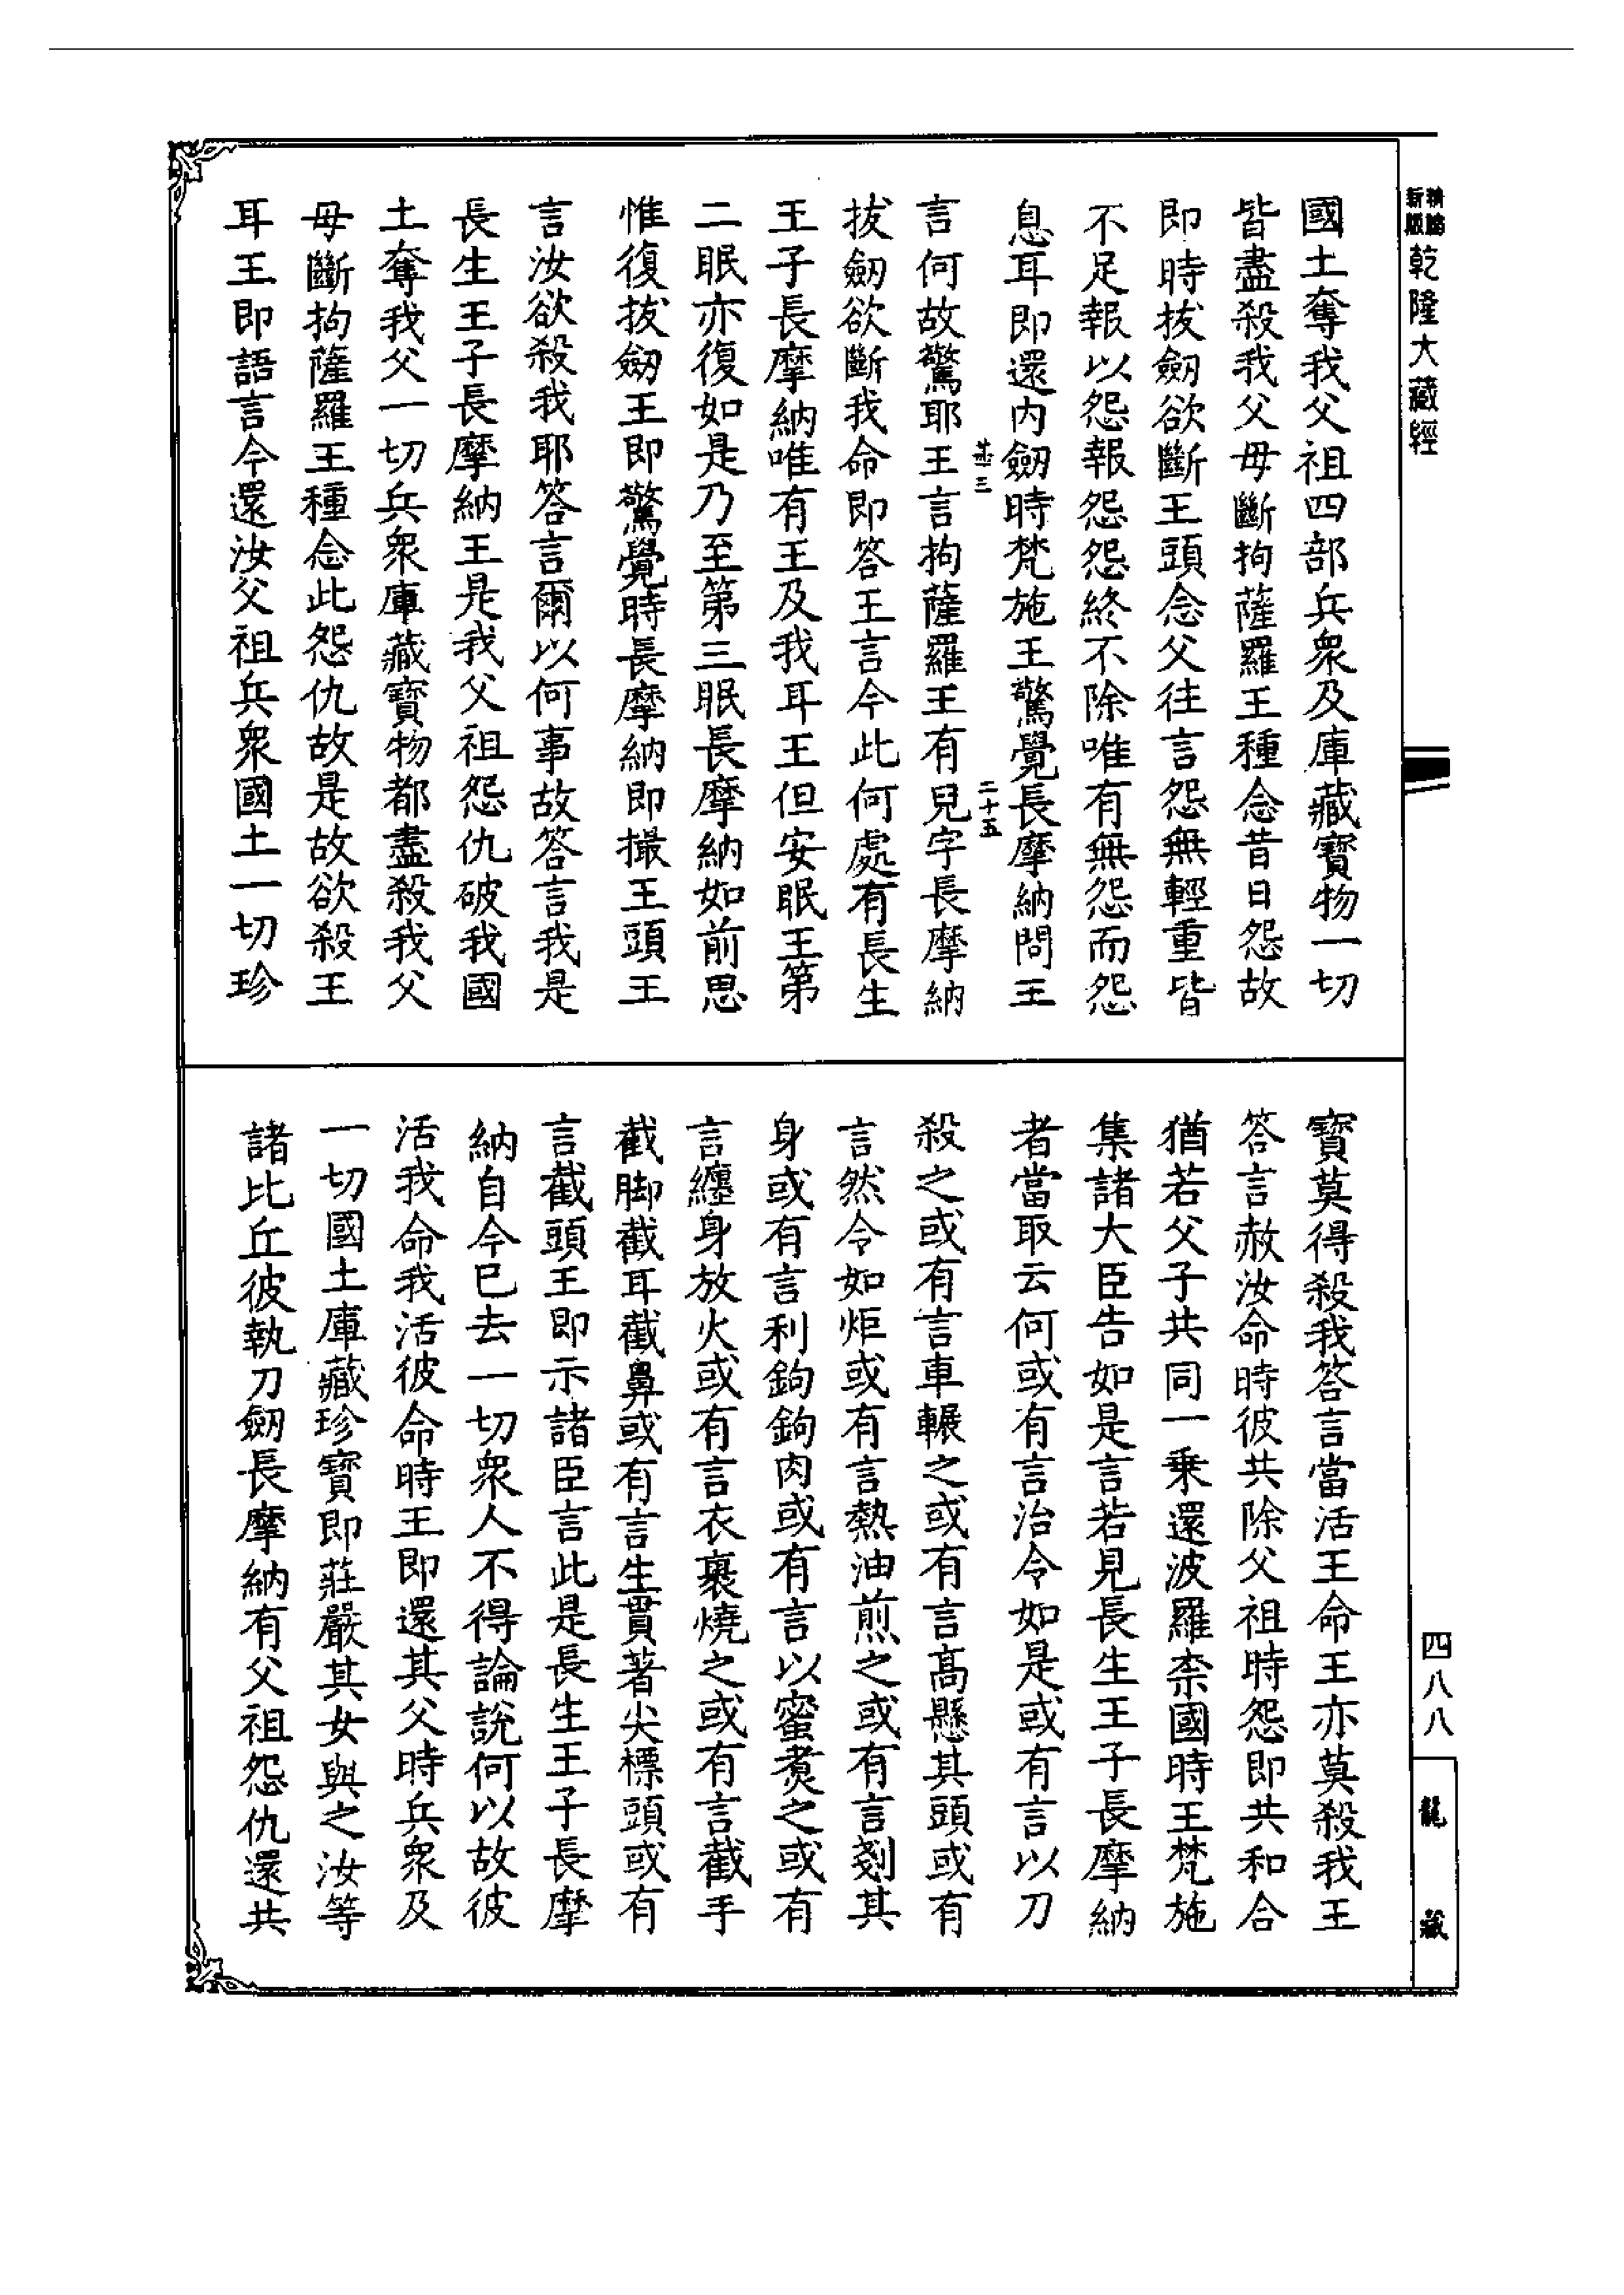 新版
乾隆大藏經
國土奪我父祖四部兵衆及庫藏寶物一切
皆盡殺我父母斷拘薩羅王種念昔日怨故
即時拔劒欲斷王頭念父往言怨無輕重皆
不足報以怨報怨怨終不除唯有無怨而怨
息耳即還內劒時梵施王驚覺長摩納問王
言何故驚耶王言拘薩羅王有兒字長摩納
拔劒欲斷我命即答王言今此何處有長生
王子長摩納唯有王及我耳王但安眠王第
二眠亦復如是乃至第三眠長摩納如前思
惟復拔劒王即驚覺時長摩納即撮王頭王
言汝欲殺我耶答言爾以何事故答言我是
長生王子長摩納王是我父祖怨仇破我國
土奪我父一切兵衆庫藏寶物都盡殺我父
母斷拘薩羅王種念此怨仇故是故欲殺王
耳王即語言今還汝父祖兵衆國土一切珍
寶莫得殺我答言當活王命王亦莫殺我王
答言赦汝命時彼共除父祖時怨即共和合
猶若父子共同一乘還波羅柰國時王梵施
集諸大臣告如是言若見長生王子長摩納
者當取云何或有言治令如是或有言以刀
殺之或有言車輾之或有言高懸其頭或有
言然令如炬或有言熱油煎之或有言剗其
身或有言利鉤鉤肉或有言以蜜煑之或有
言纏身放火或有言衣裹燒之或有言截手
截脚截耳截鼻或有言生貫著尖標頭或有
言截頭王即示諸臣言此是長生王子長摩
納自今已去一切衆人不得論說何以故彼
活我命我活彼命時王即還其父時兵衆及
一切國土庫藏珍寶即莊嚴其女與之汝等
諸比丘彼執刀劒長摩納有父祖怨仇還共
二十五
四八八
龍藏